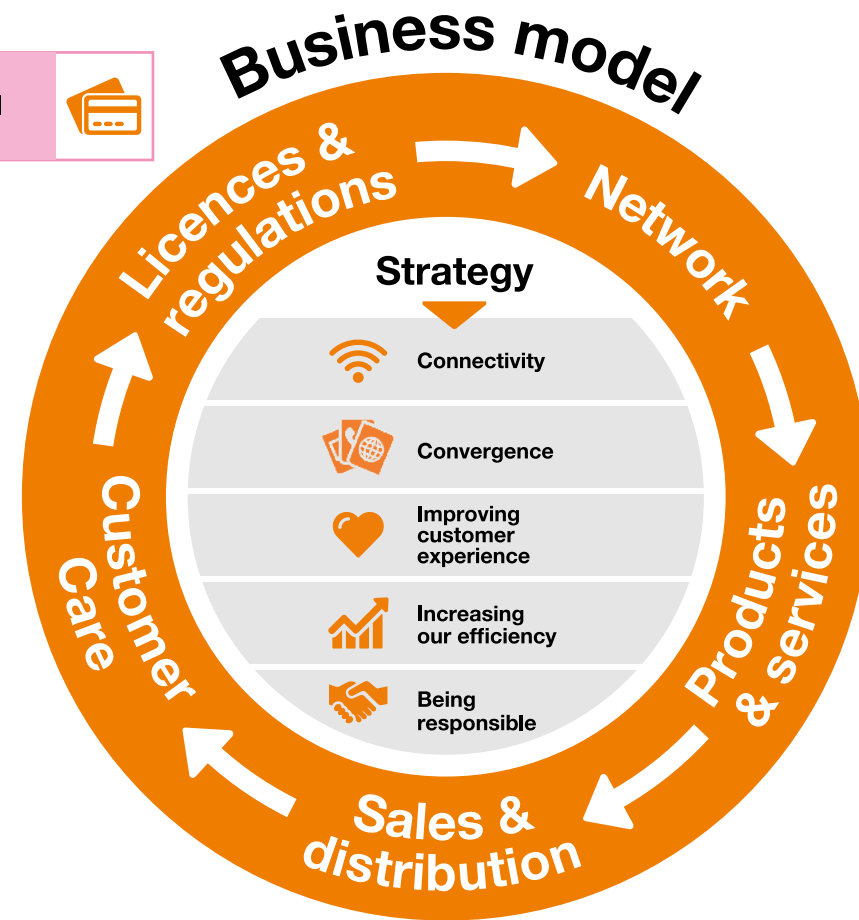 Business model
Licences &
regulations
Network
Products
& services
Sales &
distribution
Customer
Care
Strategy
Connectivity
Convergence
Improving
customer
experience
Increasing
our efficiency
Being
responsible